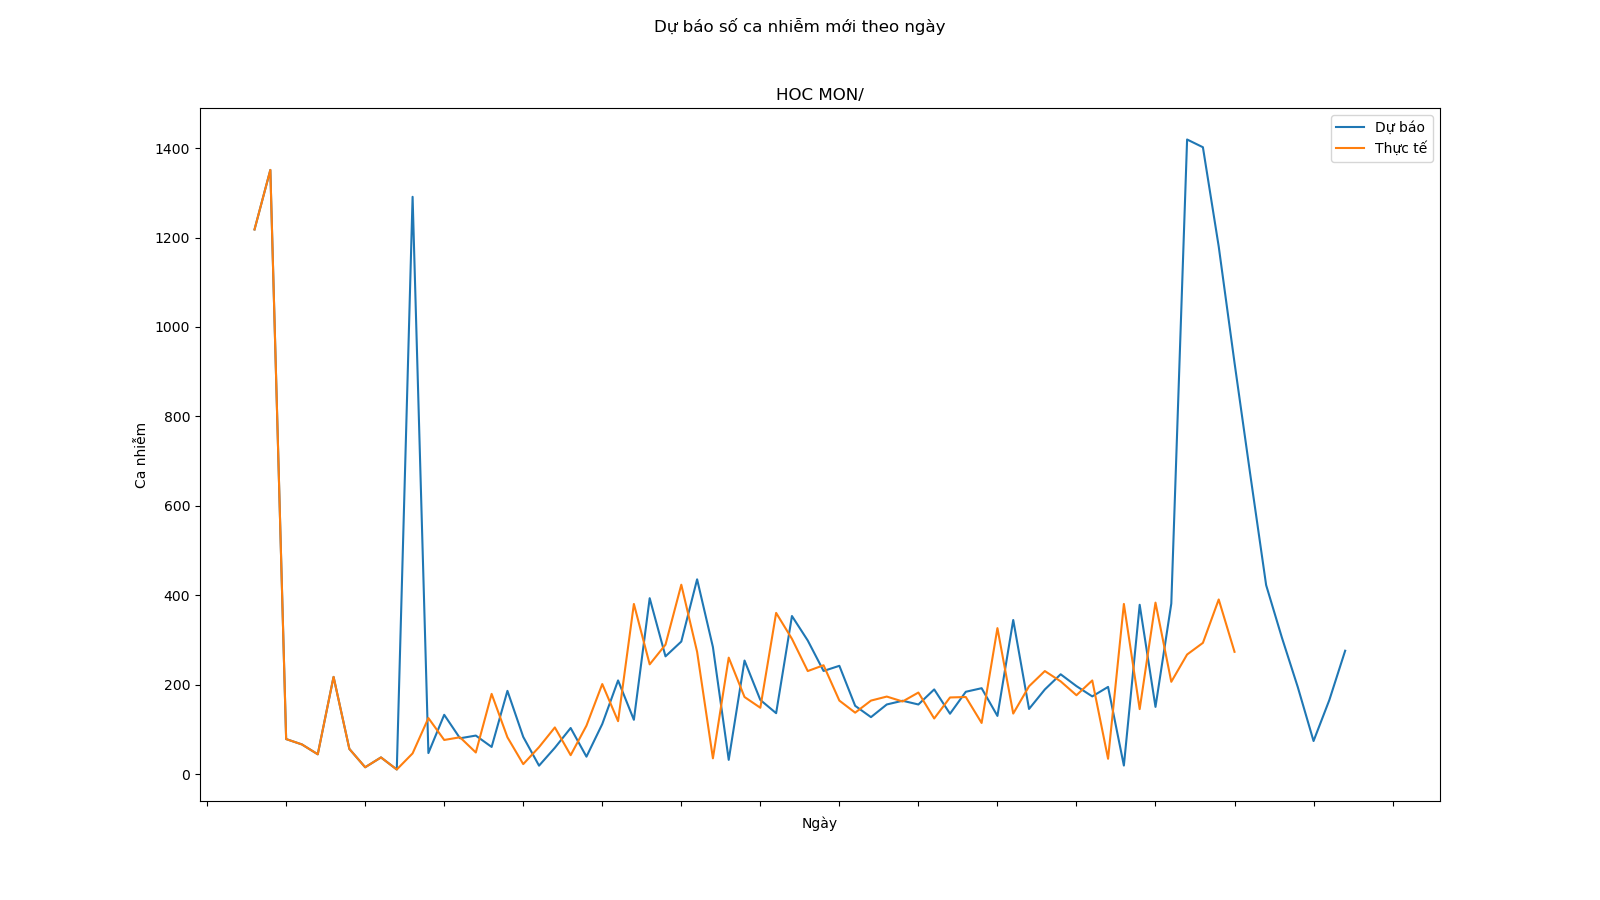 Dự báo số ca nhiễm mới theo ngày
HOC MON/
Dự báo
Thực tế
1400
1200
1000
800
600
400
200
0
Ca nhiễm
Ngày